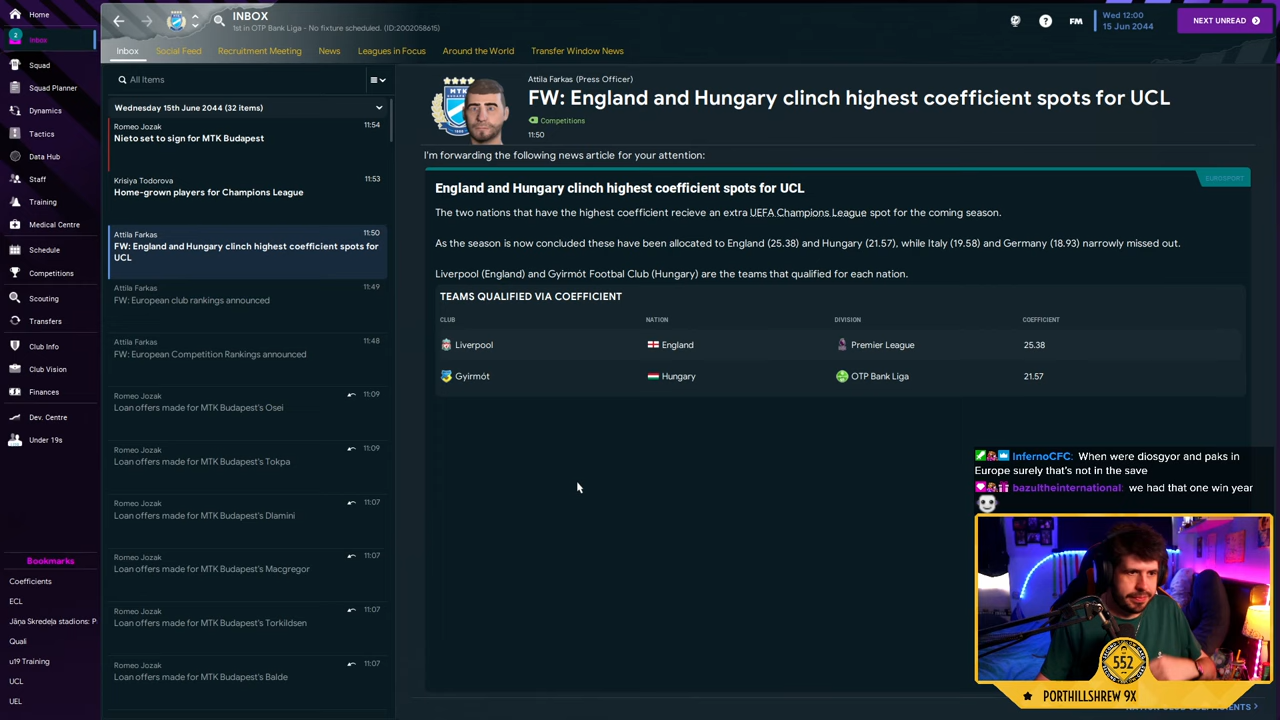 Home
2
Inbox
Squad
Squad Planner
Dynamics
Tactics
Data Hub
Staff
Training
Medical Centre
Schedule
Competitions
Scouting
Transfers
Club Info
Club Vision
Finances
Dev. Centre
Under 19s
Bookmarks
Coefficients
ECL
Jāņa Skredeļa stadions: P
Quali
u19 Training
UCL
UEL
INBOX
1st in OTP Bank Liga - No fixture scheduled. (ID:2002058615)
FM
Wed 12:00
15 Jun 2044
NEXT UNREAD
Inbox
Social Feed
Recruitment Meeting
News
Leagues in Focus
Around the World
Transfer Window News
All Items
Wednesday 15th June 2044 (32 items)
Romeo Jozak 11:54
Nieto set to sign for MTK Budapest
Krisiya Todorova 11:53
Home-grown players for Champions League
Attila Farkas 11:50
FW: England and Hungary clinch highest coefficient spots for
UCL
Attila Farkas 11:49
FW: European club rankings announced
Attila Farkas 11:48
FW: European Competition Rankings announced
Romeo Jozak 11:09
Loan offers made for MTK Budapest's Osei
Romeo Jozak 11:09
Loan offers made for MTK Budapest's Tokpa
Romeo Jozak 11:07
Loan offers made for MTK Budapest's Dlamini
Romeo Jozak 11:07
Loan offers made for MTK Budapest's Macgregor
Romeo Jozak 11:07
Loan offers made for MTK Budapest's Torkildsen
Romeo Jozak 11:07
Loan offers made for MTK Budapest's Balde
Attila Farkas (Press Officer)
FW: England and Hungary clinch highest coefficient spots for UCL
Competitions
11:50
I'm forwarding the following news article for your attention:
EUROSPORT
England and Hungary clinch highest coefficient spots for UCL
The two nations that have the highest coefficient recieve an extra UEFA Champions League spot for the coming season.
As the season is now concluded these have been allocated to England (25.38) and Hungary (21.57), while Italy (19.58) and Germany (18.93) narrowly missed out.
Liverpool (England) and Gyirmót Footbal Club (Hungary) are the teams that qualified for each nation.
TEAMS QUALIFIED VIA COEFFICIENT
CLUB NATION DIVISION COEFFICIENT
Liverpool England Premier League 25.38
Gyirmót Hungary OTP Bank Liga 21.57
InfernoCFC: When were diosgyor and paks in
Europe surely that's not in the save
bazultheinternational: we had that one win year
552
PORTHILLSHREW 9X